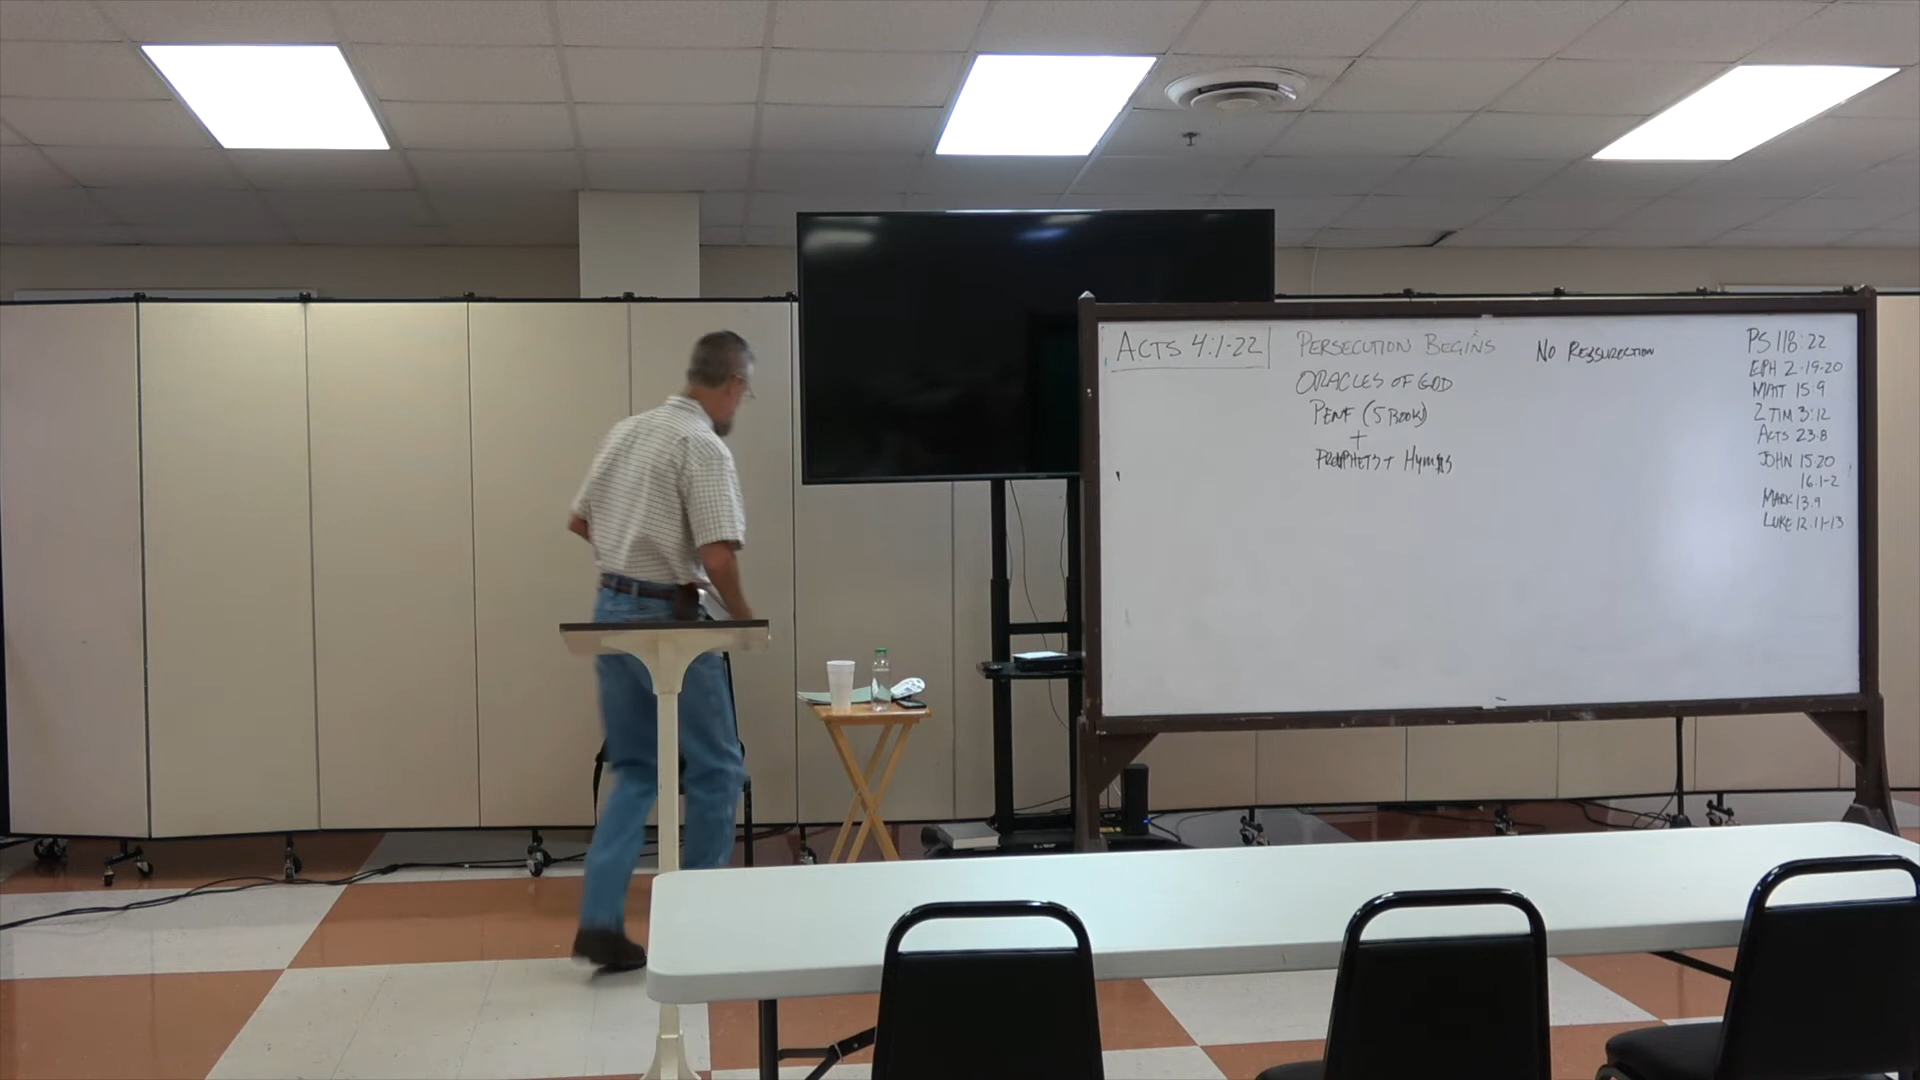 ACTS 4:1-22
PERSECUTION BEGINS
ORACLES OF GOD
PENT (5 BOOKS)
+
PROPHETS + HYMNS
NO RESSURECTION
PS 118:22
EPH 2:19-20
MATT 15:9
2 TIM 3:12
ACTS 23:8
JOHN 15:20
16:1-2
MARK 13:9
LUKE 12:11-13